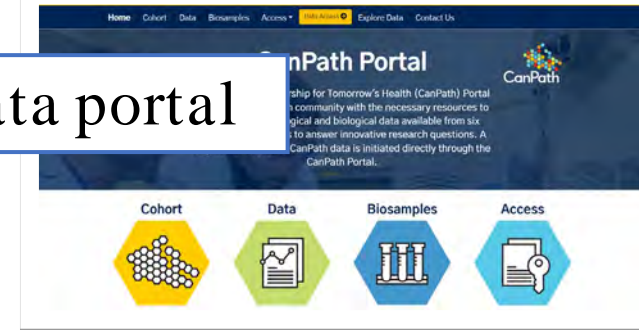 Home Cohort Data Biosamples Access Data Access Explore Data Contact Us
nPath Portal
CanPath
ata portal
ship for Tomorrow's Health (CanPath) Portal
community with the necessary resources to
gical and biological data available from six
to answer innovative research questions. A
CanPath data is initiated directly through the
CanPath Portal.
Cohort Data Biosamples Access